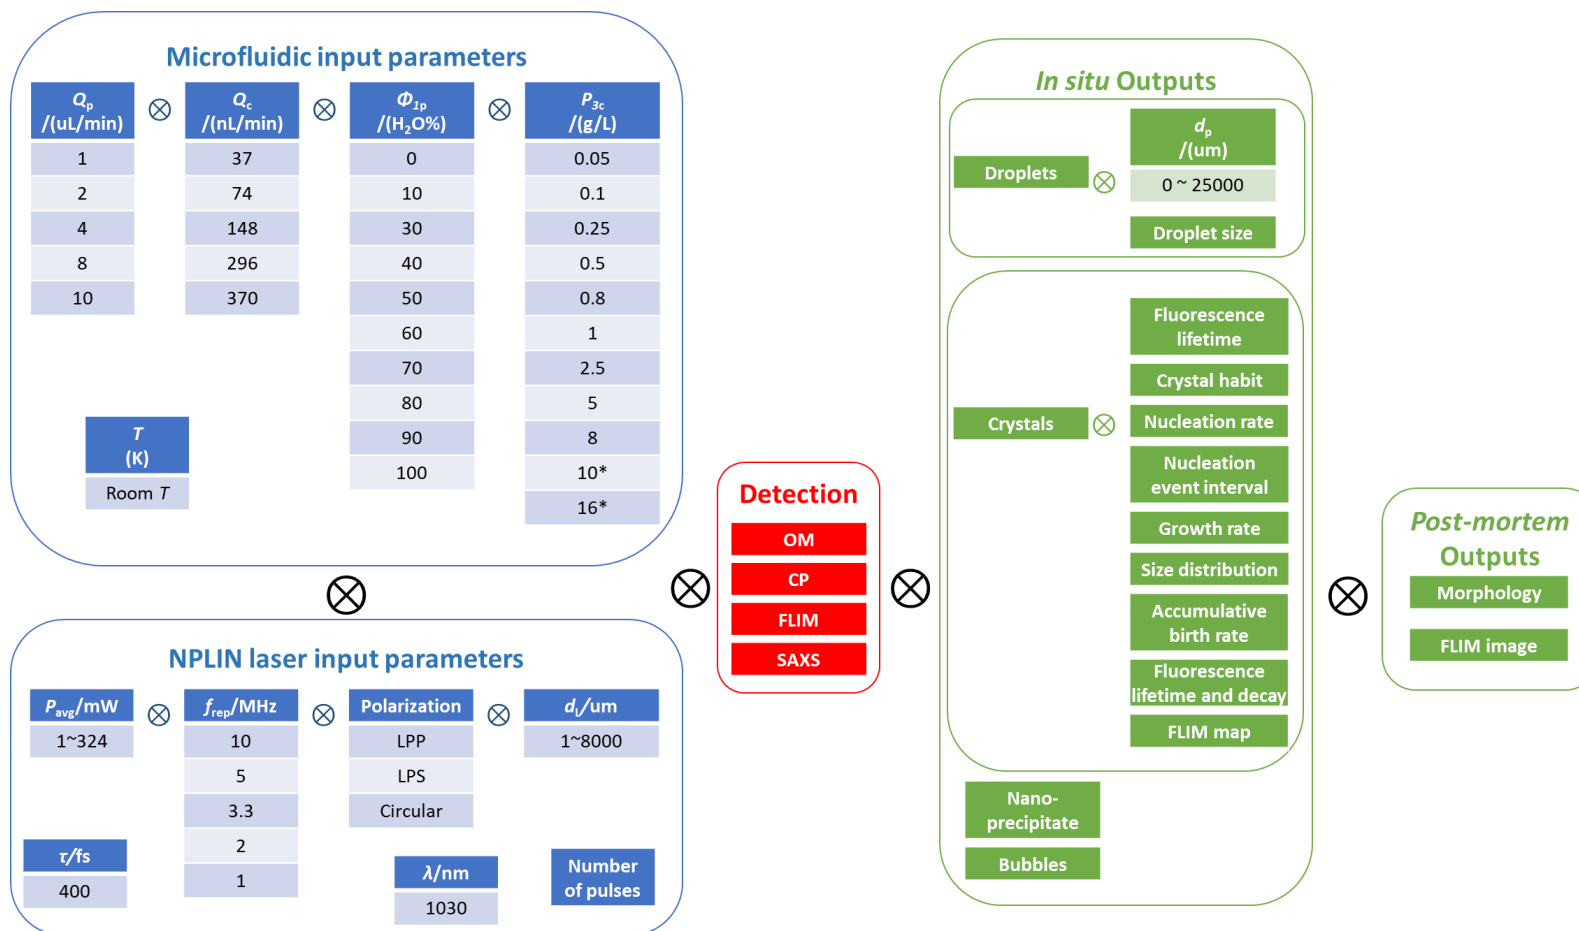 Microfluidic input parameters
Qp
/(uL/min)
1
2
4
8
10
Qc
/(nL/min)
37
74
148
296
370
Φ1p
/(H2O%)
0
10
30
40
50
60
70
80
90
100
P3c
/(g/L)
0.05
0.1
0.25
0.5
0.8
1
2.5
5
8
10*
16*
T
(K)
Room T
NPLIN laser input parameters
Pavg/mW
1~324
frep/MHz
10
5
3.3
2
1
Polarization
LPP
LPS
Circular
dl/um
1~8000
τ/fs
400
λ/nm
1030
Number
of pulses
Detection
OM
CP
FLIM
SAXS
In situ Outputs
Droplets
dp
/(um)
0 ~ 25000
Droplet size
Crystals
Fluorescence
lifetime
Crystal habit
Nucleation rate
Nucleation
event interval
Growth rate
Size distribution
Accumulative
birth rate
Fluorescence
lifetime and decay
FLIM map
Nano-
precipitate
Bubbles
Post-mortem
Outputs
Morphology
FLIM image